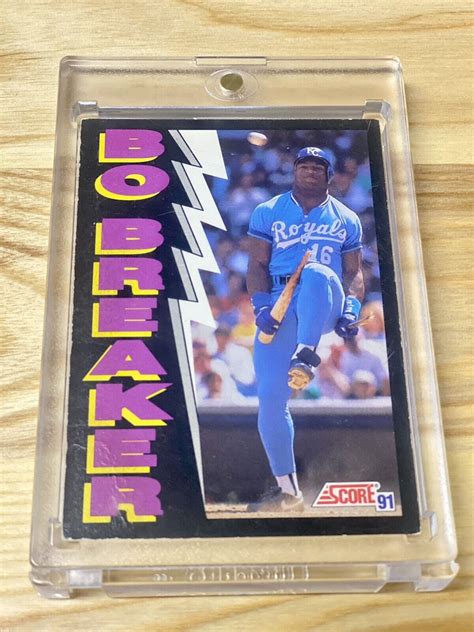 BO BREAKER
KC
Royals
16
SCORE
91